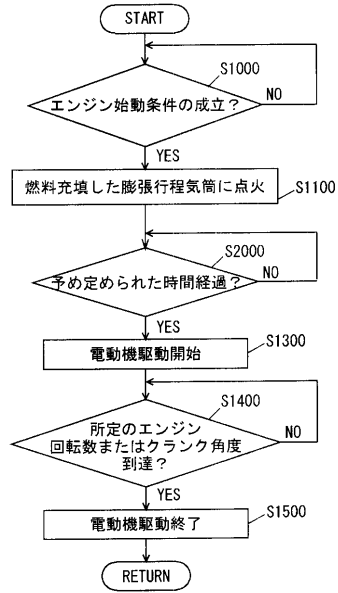 START
S1000
エンジン始動条件の成立？
NO
YES
燃料充填した膨張行程気筒に点火
S1100
S2000
予め定められた時間経過？
NO
YES
電動機駆動開始
S1300
S1400
所定のエンジン
回転数またはクランク角度
到達？
NO
YES
電動機駆動終了
S1500
RETURN